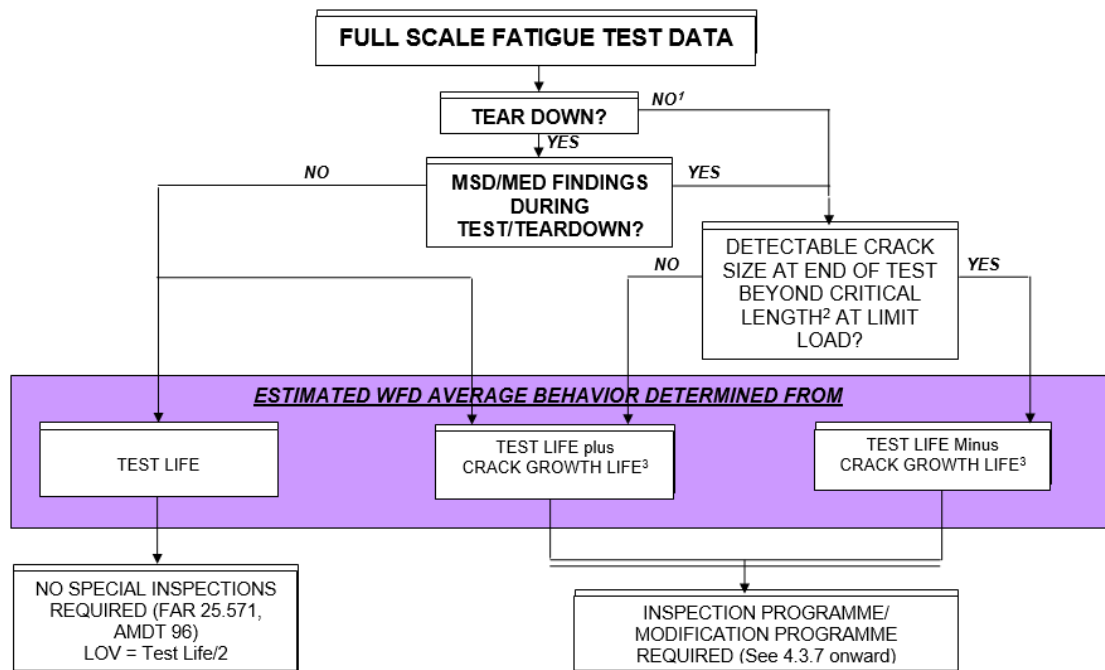 FULL SCALE FATIGUE TEST DATA
TEAR DOWN?
NO¹
YES
NO
MSD/MED FINDINGS
DURING
TEST/TEARDOWN?
YES
NO
DETECTABLE CRACK
SIZE AT END OF TEST
BEYOND CRITICAL
LENGTH² AT LIMIT
LOAD?
YES
ESTIMATED WFD AVERAGE BEHAVIOR DETERMINED FROM
TEST LIFE
TEST LIFE plus
CRACK GROWTH LIFE³
TEST LIFE Minus
CRACK GROWTH LIFE³
NO SPECIAL INSPECTIONS
REQUIRED (FAR 25.571,
AMDT 96)
LOV = Test Life/2
INSPECTION PROGRAMME/
MODIFICATION PROGRAMME
REQUIRED (See 4.3.7 onward)